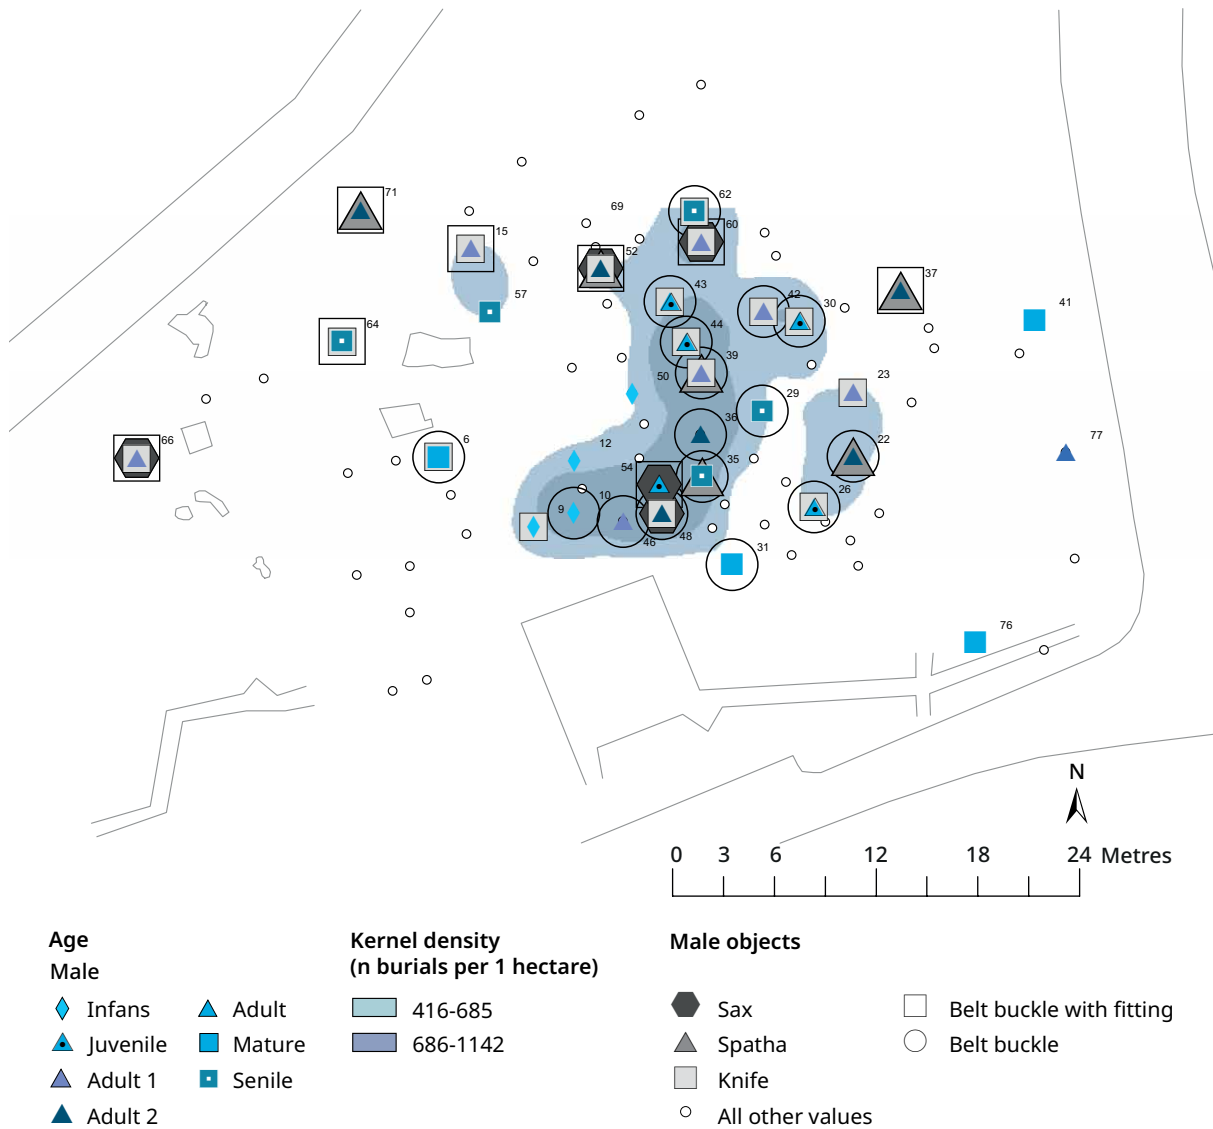 71
62
69
60
15
52
37
43
42
30
57
41
44
64
39
50
23
29
36
66
6
12
22
35
77
54
26
9
10
46
48
31
76
N
0 3 6 12 18 24 Metres
Age
Male
Infans
Juvenile
Adult 1
Adult 2
Adult
Mature
Senile
Kernel density
(n burials per 1 hectare)
416-685
686-1142
Male objects
Sax
Spatha
Knife
All other values
Belt buckle with fitting
Belt buckle